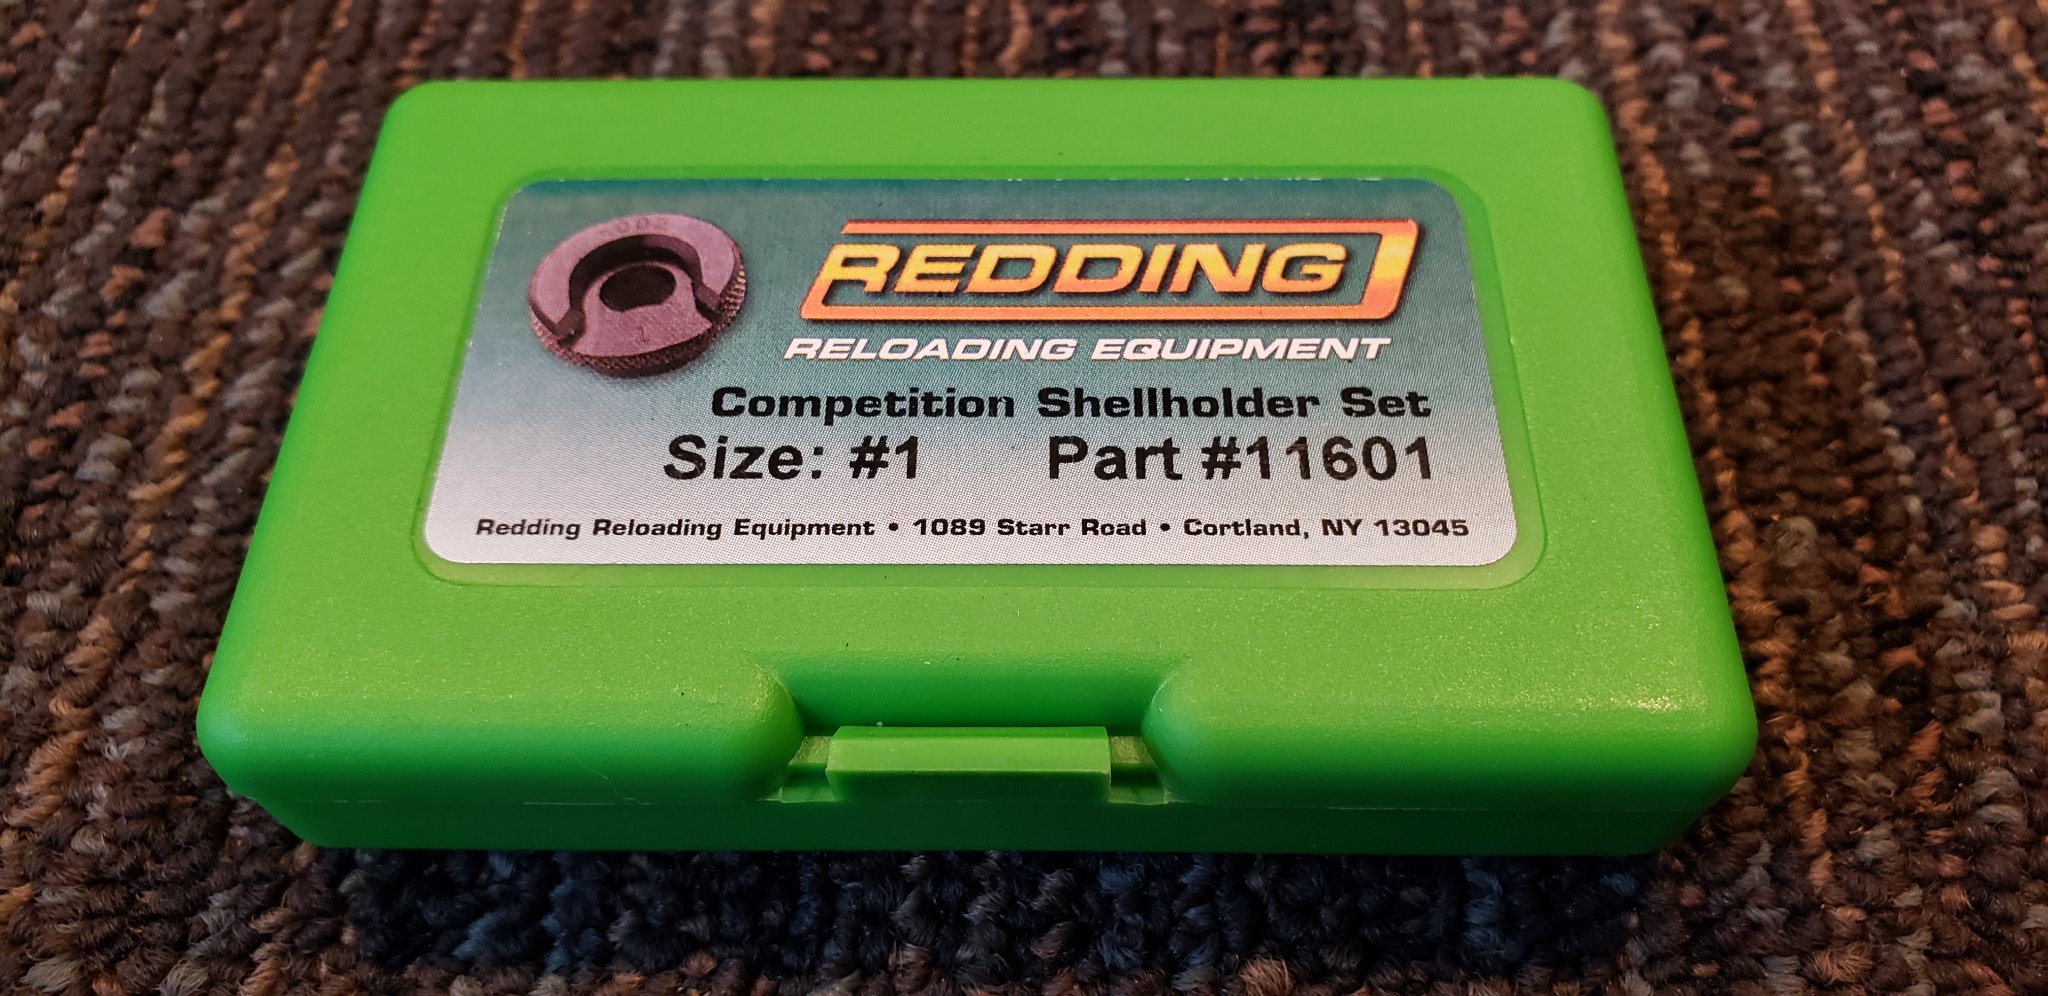 REDDING
RELOADING EQUIPMENT
Competition Shellholder Set
Size: #1 Part #11601
Redding Reloading Equipment • 1089 Starr Road • Cortland, NY 13045
1